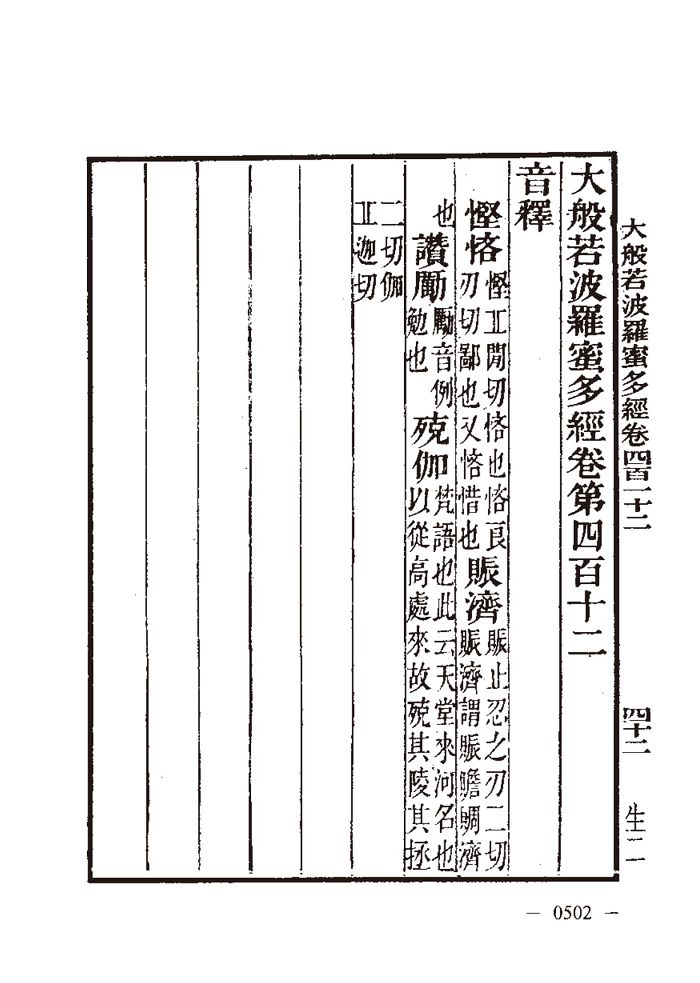 大般若波羅蜜多經卷四百一十二　四十二　生二
大般若波羅蜜多經卷第四百十二
音釋
慳悋慳丘閒切悋也悋良刃切鄙也又悋惜也賑濟賑止忍之刃二切賑濟謂賑贍賙濟
也讚勵勵音例勉也殑伽梵語也此云天堂來河名也以從高處來故殑其陵其拯
二切伽丘迦切
— 0502 —